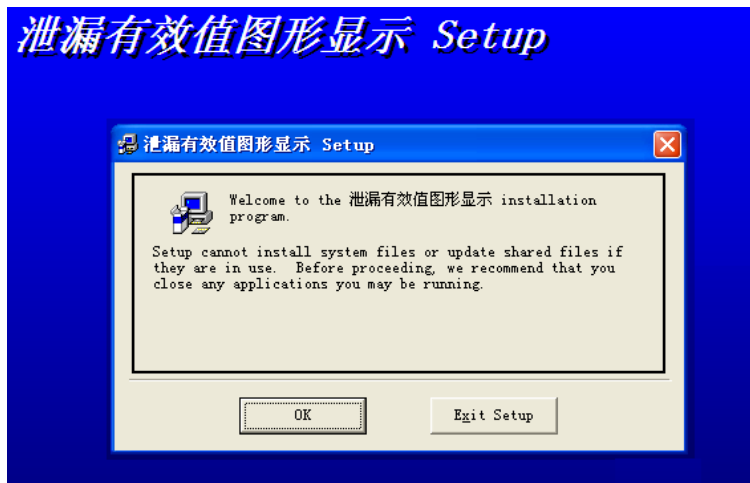 泄漏有效值图形显示 Setup
泄漏有效值图形显示 Setup
Welcome to the 泄漏有效值图形显示 installation
program.
Setup cannot install system files or update shared files if
they are in use. Before proceeding, we recommend that you
close any applications you may be running.
OK
Exit Setup